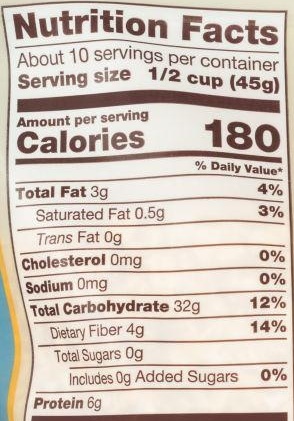 Nutrition Facts
About 10 servings per container
Serving size 1/2 cup (45g)
Amount per serving
Calories 180
% Daily Value*
Total Fat 3g 4%
Saturated Fat 0.5g 3%
Trans Fat 0g
Cholesterol 0mg 0%
Sodium 0mg 0%
Total Carbohydrate 32g 12%
Dietary Fiber 4g 14%
Total Sugars 0g
Includes 0g Added Sugars 0%
Protein 6g